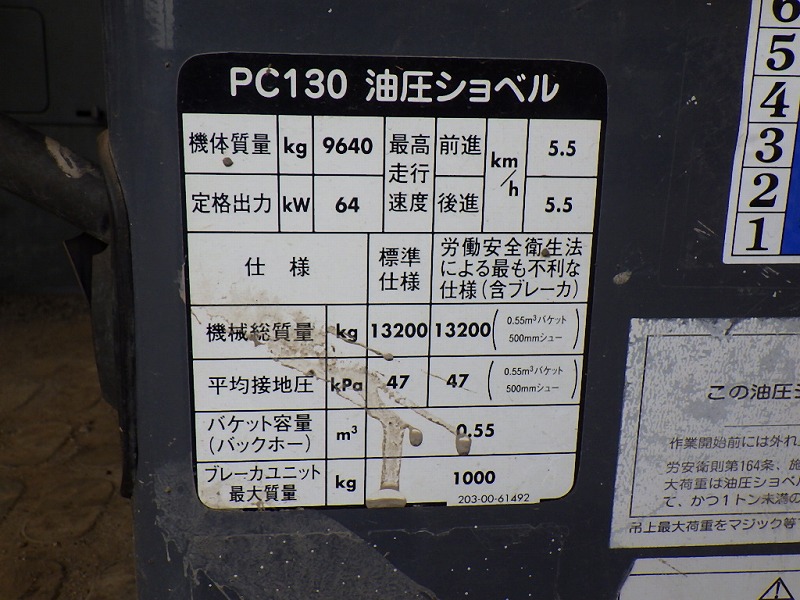 PC130 油圧ショベル
機体質量 kg 9640 最高走行速度 前進 km/h 5.5
定格出力 kW 64 後進 5.5
仕様 標準仕様 労働安全衛生法による最も不利な仕様(含ブレーカ)
機械総質量 kg 13200 13200 (0.55m³バケット 500mmシュー)
平均接地圧 kPa 47 47 (0.55m³バケット 500mmシュー)
バケット容量(バックホー) m³ 0.55
ブレーカユニット最大質量 kg 1000
203-00-61492
6
5
4
3
2
1
この油圧シ
作業開始前には外れ
労安衛則第164条、施
大荷重は油圧ショベル
て、かつ1トン未満の
吊上最大荷重をマジック等